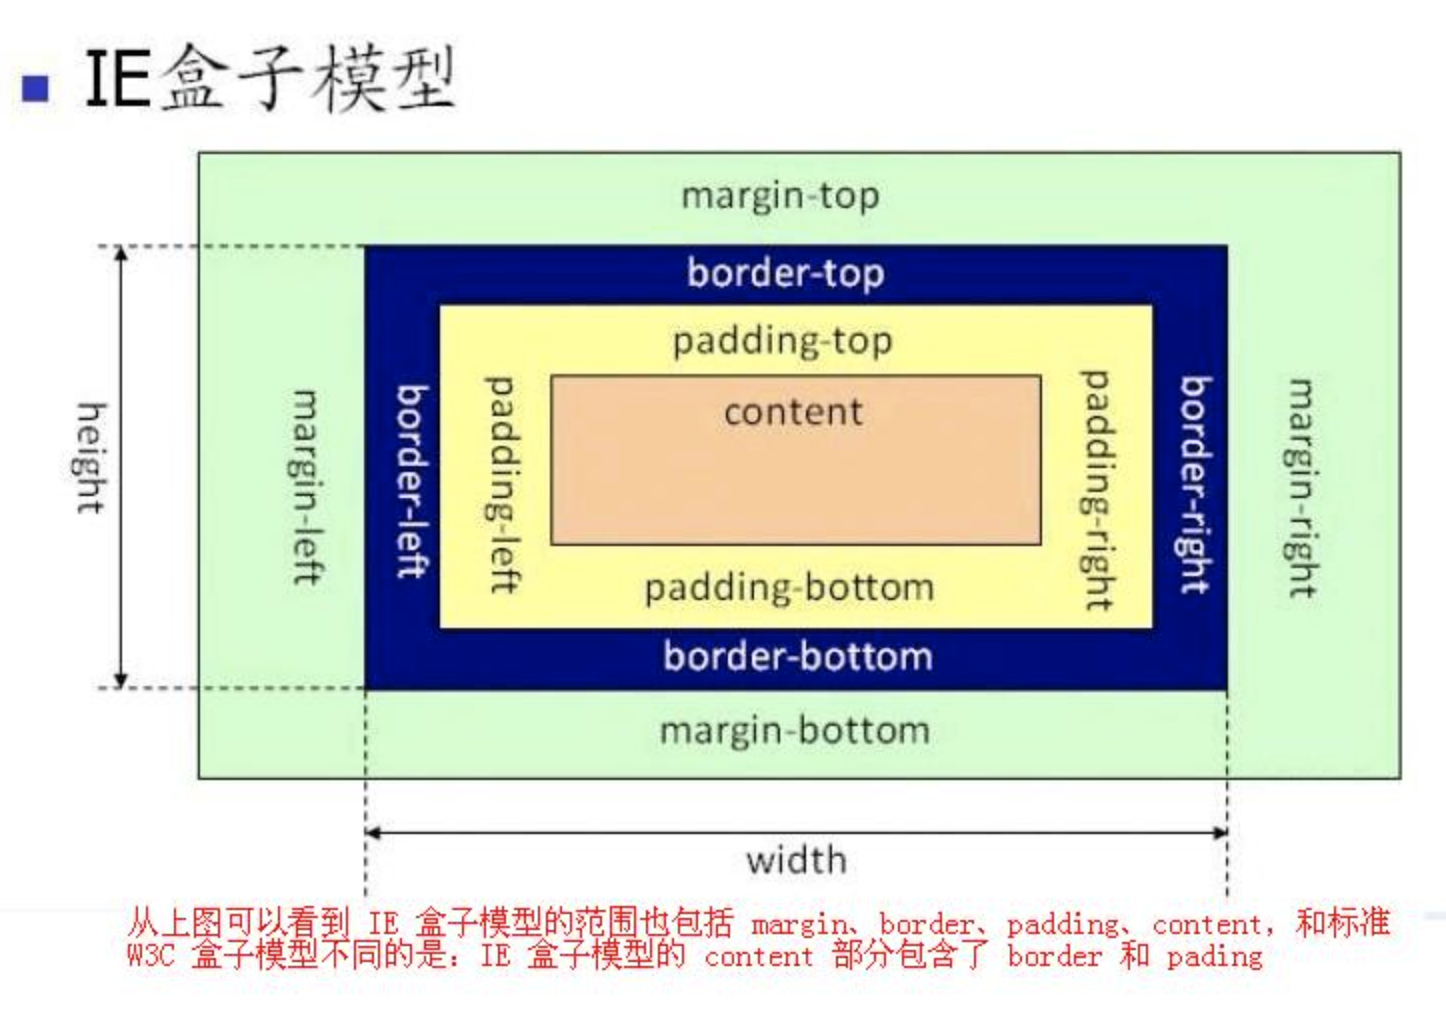 IE盒子模型
margin-top
border-top
padding-top
content
height
margin-left
border-left
padding-left
padding-right
border-right
margin-right
padding-bottom
border-bottom
margin-bottom
width
从上图可以看到 IE 盒子模型的范围也包括 margin、border、padding、content，和标准
W3C 盒子模型不同的是：IE 盒子模型的 content 部分包含了 border 和 pading